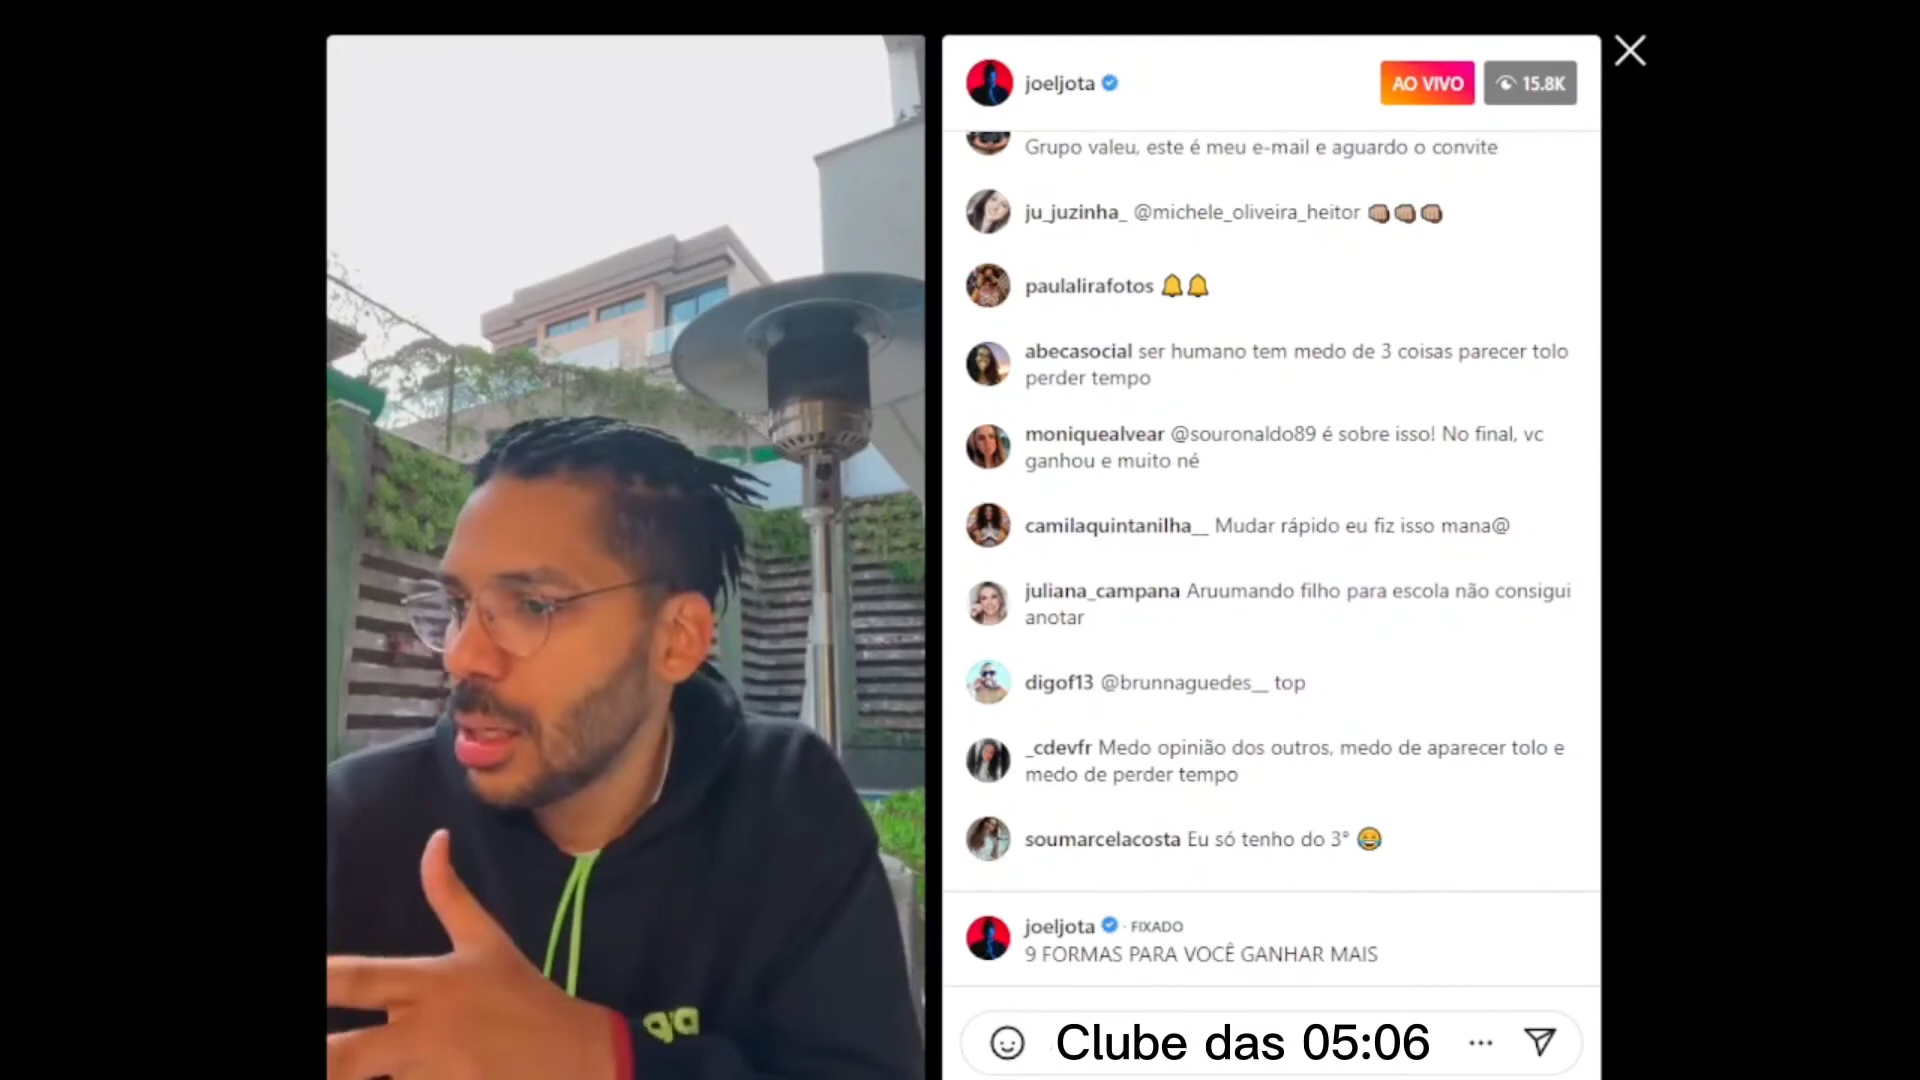 joeljota
AO VIVO
15.8K
Grupo valeu, este é meu e-mail e aguardo o convite
ju_juzinha_ @michele_oliveira_heitor 👊🏽👊🏽👊🏽
paulalirafotos 🔔🔔
abecasocial ser humano tem medo de 3 coisas parecer tolo
perder tempo
moniquealvear @souronaldo89 é sobre isso! No final, vc
ganhou e muito né
camilaquintanilha__ Mudar rápido eu fiz isso mana@
juliana_campana Aruumando filho para escola não consigui
anotar
digof13 @brunnaguedes__ top
_cdevfr Medo opinião dos outros, medo de aparecer tolo e
medo de perder tempo
soumarcelacosta Eu só tenho do 3° 😂
joeljota · FIXADO
9 FORMAS PARA VOCÊ GANHAR MAIS
Clube das 05:06